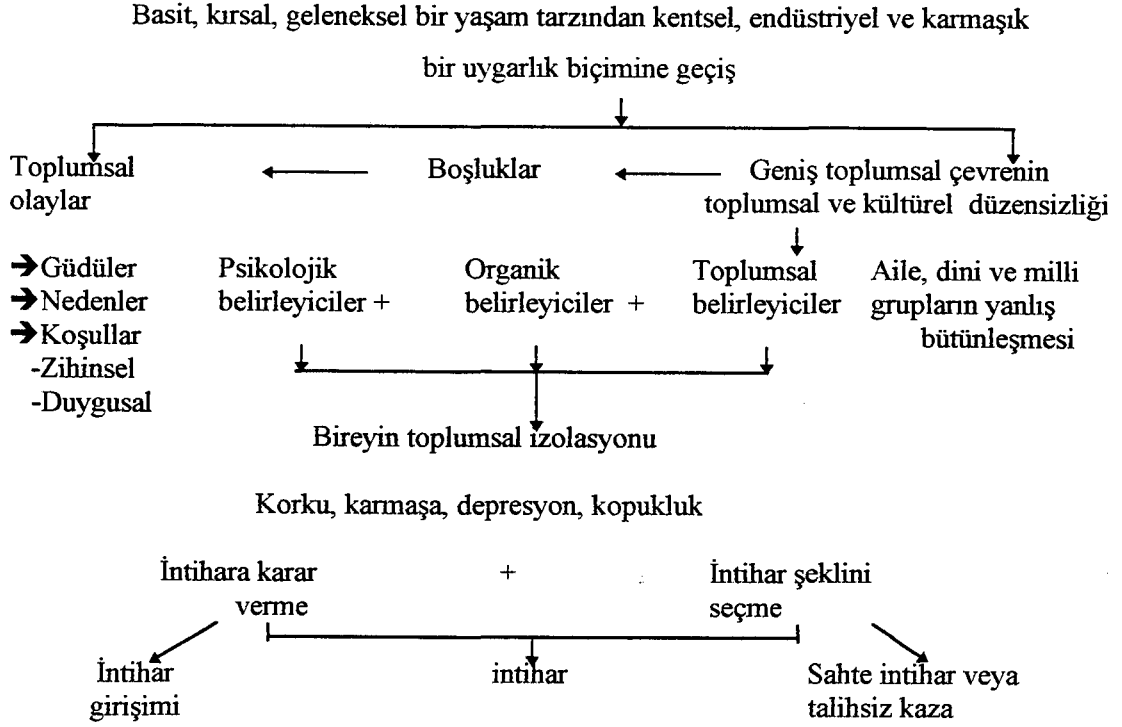 Basit, kırsal, geleneksel bir yaşam tarzından kentsel, endüstriyel ve karmaşık
bir uygarlık biçimine geçiş
Toplumsal
olaylar
Boşluklar
Geniş toplumsal çevrenin
toplumsal ve kültürel düzensizliği
➔Güdüler
➔Nedenler
➔Koşullar
-Zihinsel
-Duygusal
Psikolojik
belirleyiciler +
Organik
belirleyiciler +
Toplumsal
belirleyiciler
Aile, dini ve milli
grupların yanlış
bütünleşmesi
Bireyin toplumsal izolasyonu
Korku, karmaşa, depresyon, kopukluk
İntihara karar
verme
+
İntihar şeklini
seçme
İntihar
girişimi
intihar
Sahte intihar veya
talihsiz kaza